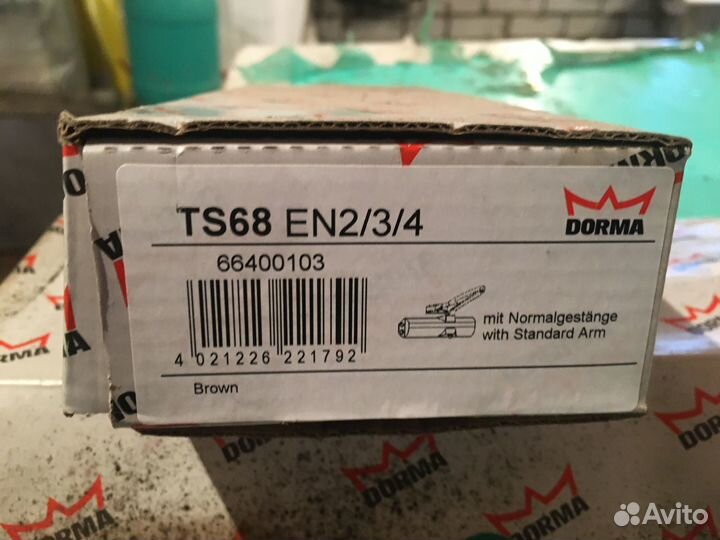 TS68 EN2/3/4
DORMA
66400103
mit Normalgestänge
with Standard Arm
4 021226 221792
Brown
DORMA
DORMA
DORMA
DORMA
DORMA
Avito